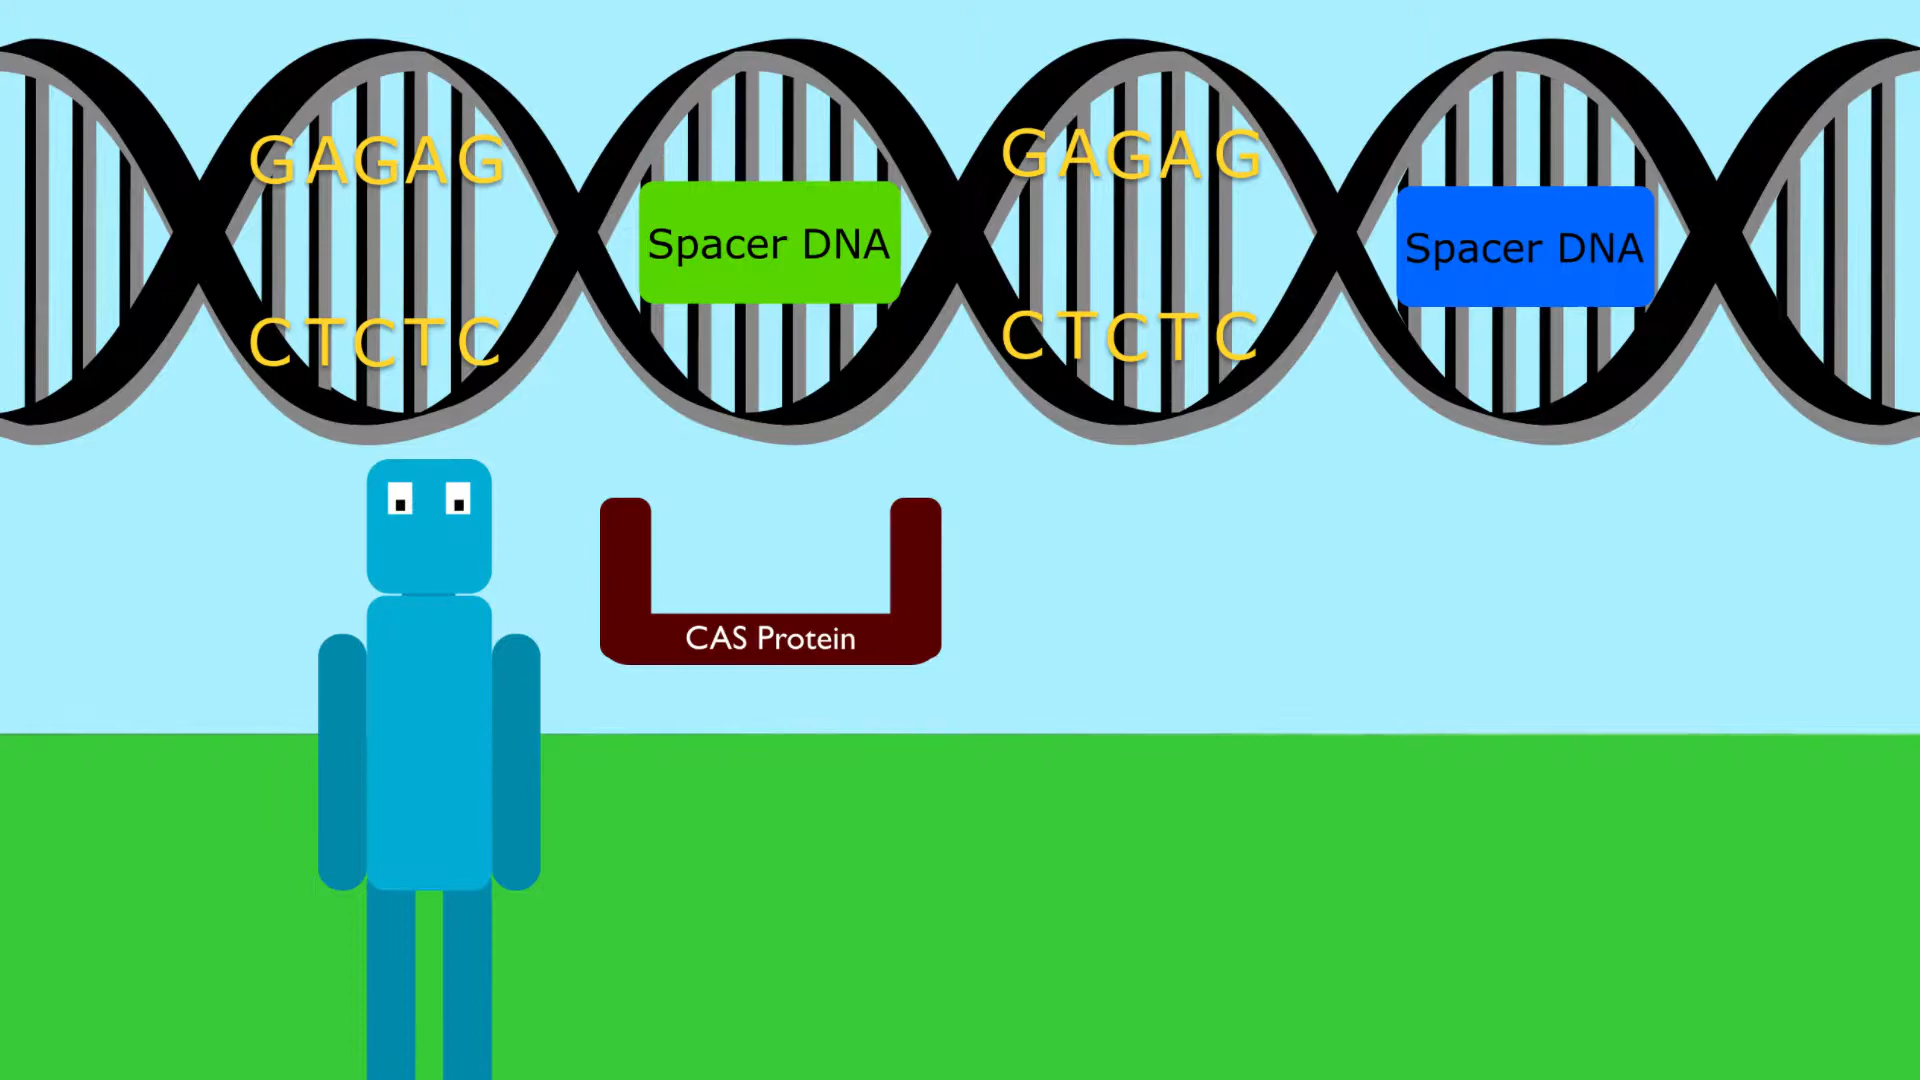 GAGAG
GAGAG
Spacer DNA
Spacer DNA
CTCTC
CTCTC
CAS Protein